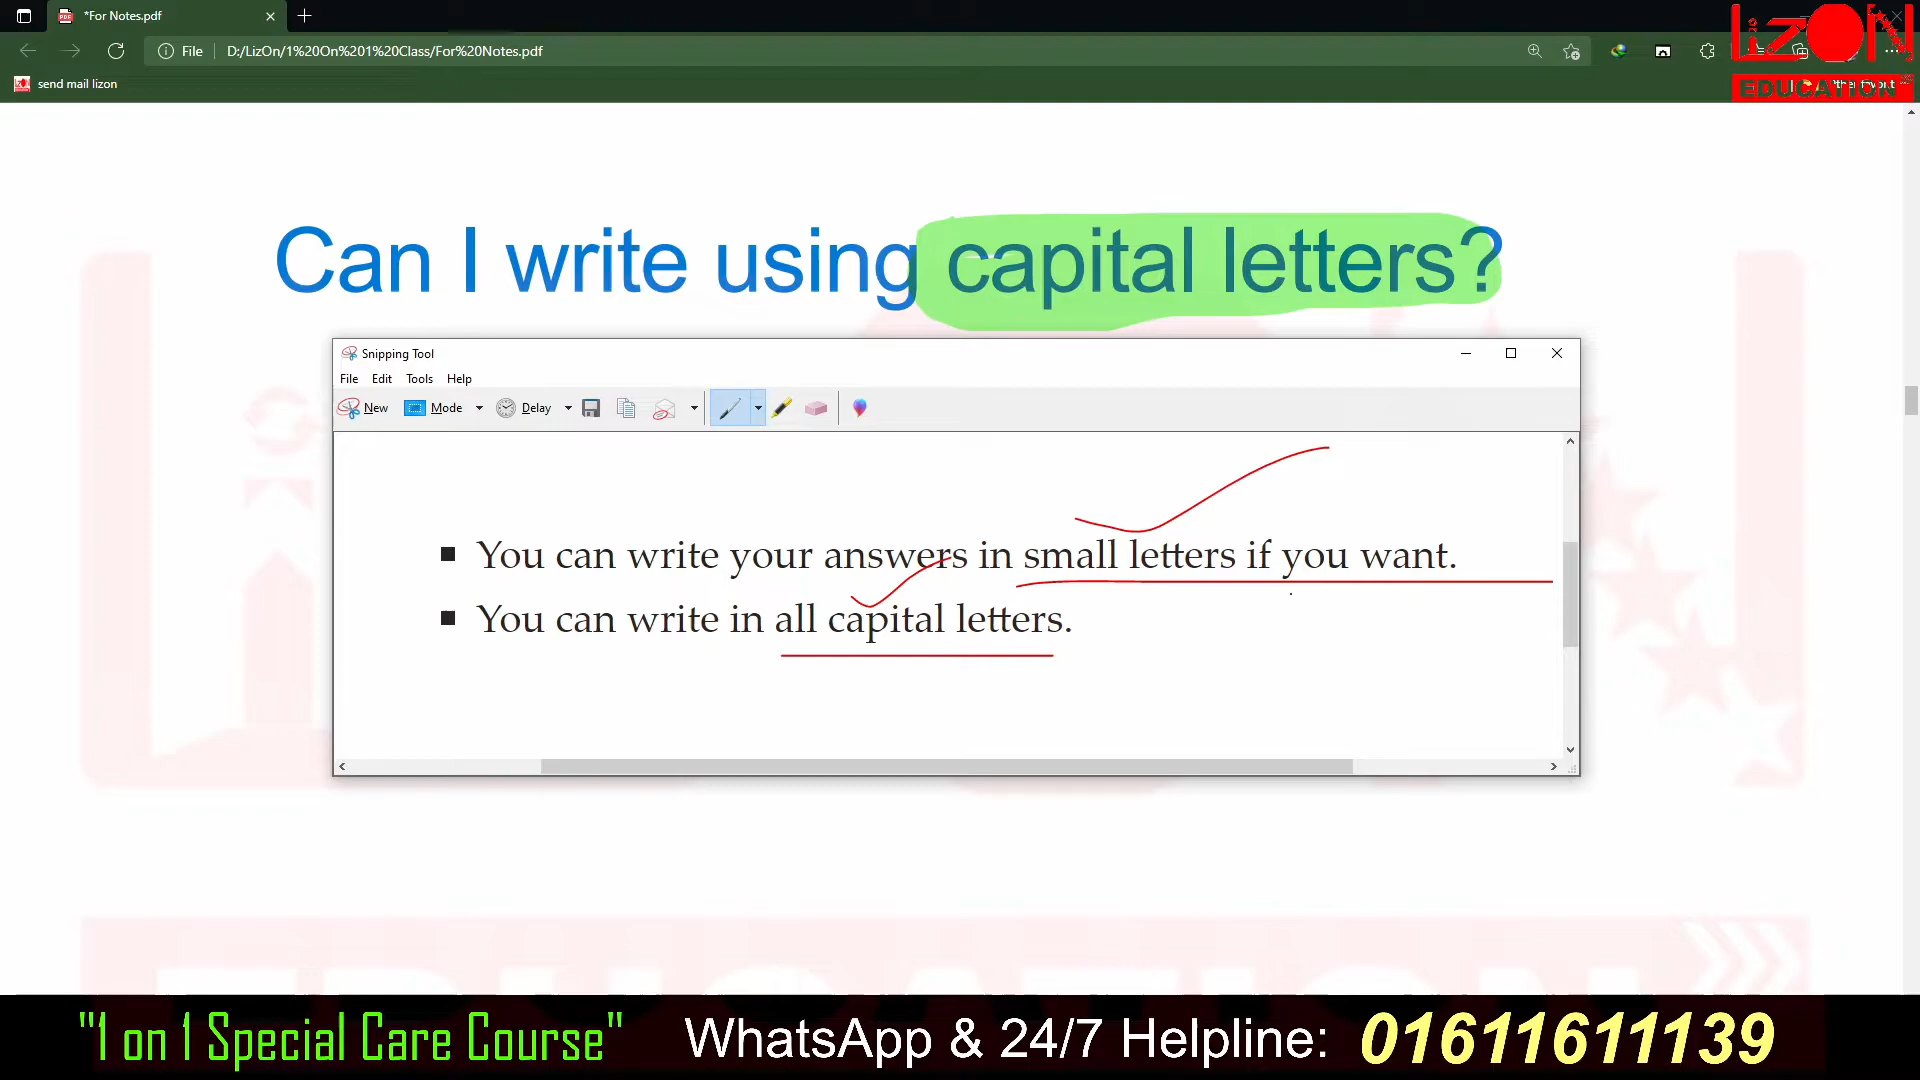 *For Notes.pdf
File D:/LizOn/1%20On%201%20Class/For%20Notes.pdf
send mail lizon
LizON
EDUCATION
Can I write using capital letters?
Snipping Tool
File Edit Tools Help
New Mode Delay
You can write your answers in small letters if you want.
You can write in all capital letters.
EDUCATION
"1 on 1 Special Care Course" WhatsApp & 24/7 Helpline: 01611611139